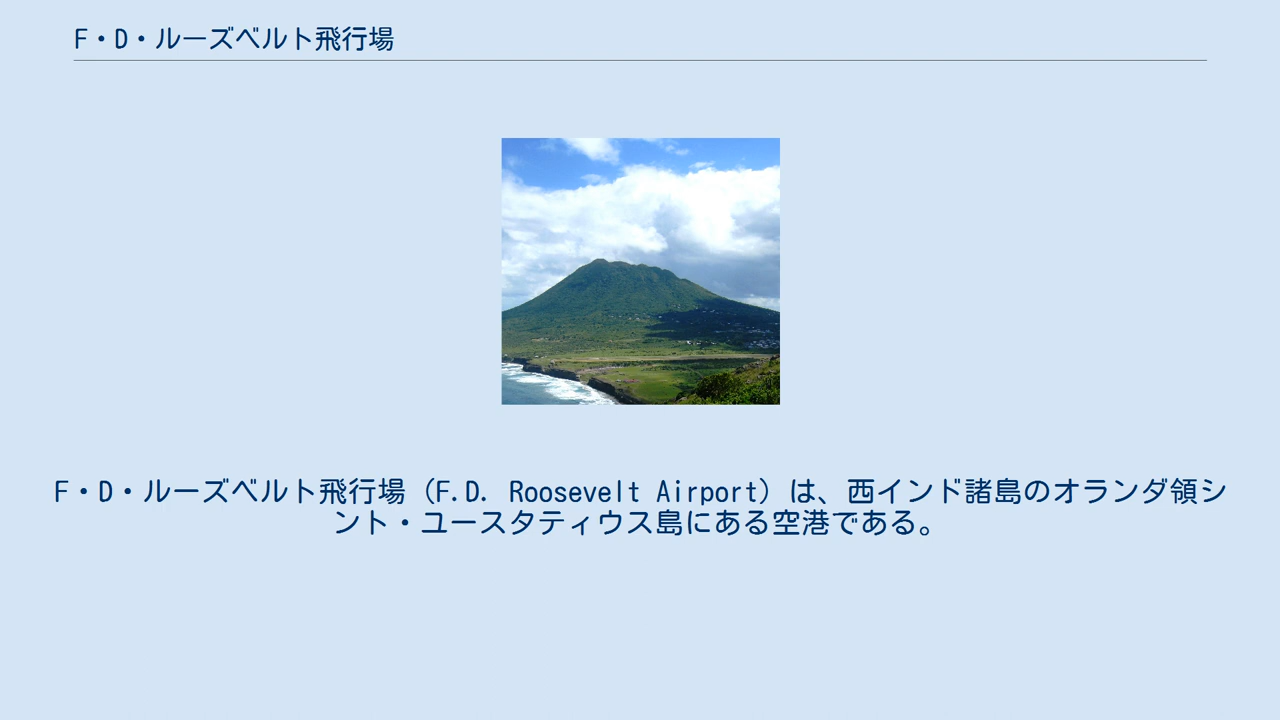 F・D・ルーズベルト飛行場
F・D・ルーズベルト飛行場（F.D. Roosevelt Airport）は、西インド諸島のオランダ領シ
ント・ユースタティウス島にある空港である。